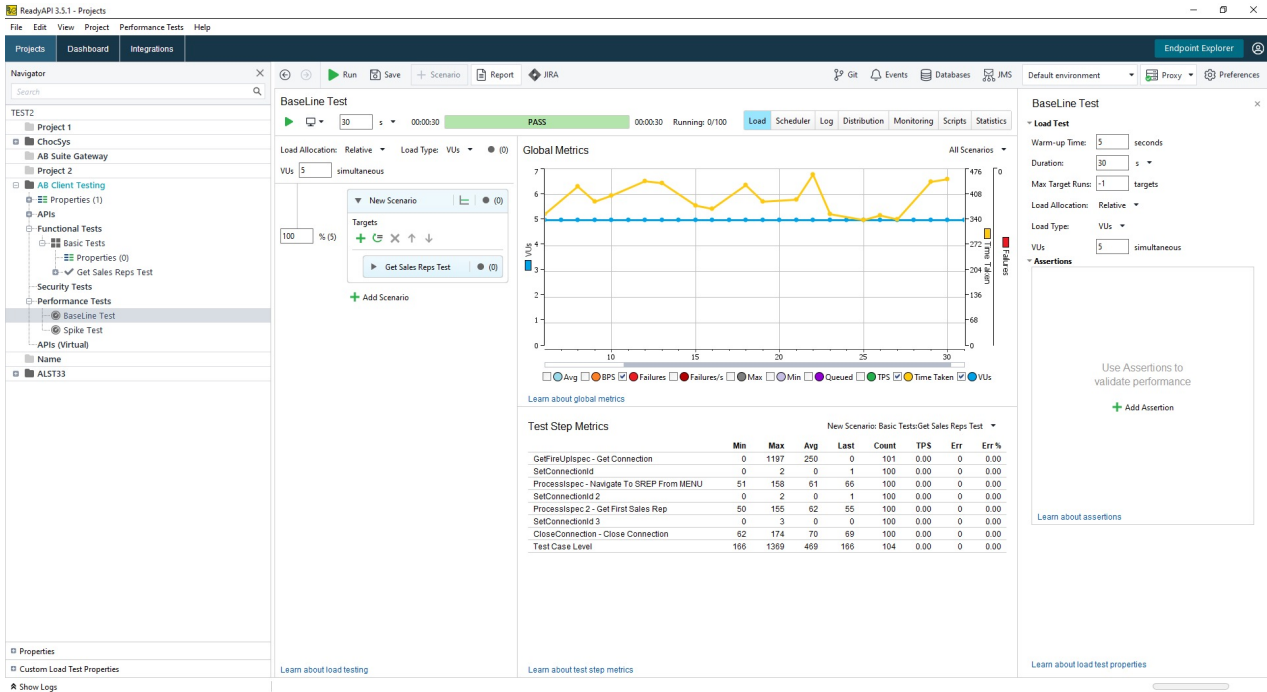 ReadyAPI 3.5.1 - Projects
File Edit View Project Performance Tests Help
Projects Dashboard Integrations Endpoint Explorer
Navigator
Search
TEST2
Project 1
ChocSys
AB Suite Gateway
Project 2
AB Client Testing
Properties (1)
APIs
Functional Tests
Basic Tests
Properties (0)
Get Sales Reps Test
Security Tests
Performance Tests
BaseLine Test
Spike Test
APIs (Virtual)
Name
ALST33
Properties
Custom Load Test Properties
Show Logs
Run Save Scenario Report JIRA Git Events Databases JMS Default environment Proxy Preferences
BaseLine Test
30 s 00:00:30 PASS 00:00:30 Running: 0/100 Load Scheduler Log Distribution Monitoring Scripts Statistics
Load Allocation: Relative Load Type: VUs (0)
VUs 5 simultaneous
New Scenario (0)
Targets
100 % (5)
Get Sales Reps Test (0)
Add Scenario
Learn about load testing
Global Metrics All Scenarios
7 476 0
6 408
5 340
4 272
3 204
2 136
1 68
0 0 0
VUs
Time Taken
Failures
10 15 20 25 30
Avg BPS Failures Failures/s Max Min Queued TPS Time Taken VUs
Learn about global metrics
Test Step Metrics New Scenario: Basic Tests:Get Sales Reps Test
Min Max Avg Last Count TPS Err Err %
GetFireUpIspec - Get Connection 0 1197 250 0 101 0.00 0 0.00
SetConnectionId 0 2 0 1 100 0.00 0 0.00
ProcessIspec - Navigate To SREP From MENU 51 158 61 66 100 0.00 0 0.00
SetConnectionId 2 0 2 0 1 100 0.00 0 0.00
ProcessIspec 2 - Get First Sales Rep 50 155 62 55 100 0.00 0 0.00
SetConnectionId 3 0 3 0 0 100 0.00 0 0.00
CloseConnection - Close Connection 62 174 70 69 100 0.00 0 0.00
Test Case Level 166 1369 469 166 104 0.00 0 0.00
Learn about test step metrics
BaseLine Test
Load Test
Warm-up Time: 5 seconds
Duration: 30 s
Max Target Runs: -1 targets
Load Allocation: Relative
Load Type: VUs
VUs 5 simultaneous
Assertions
Use Assertions to
validate performance
Add Assertion
Learn about assertions
Learn about load test properties